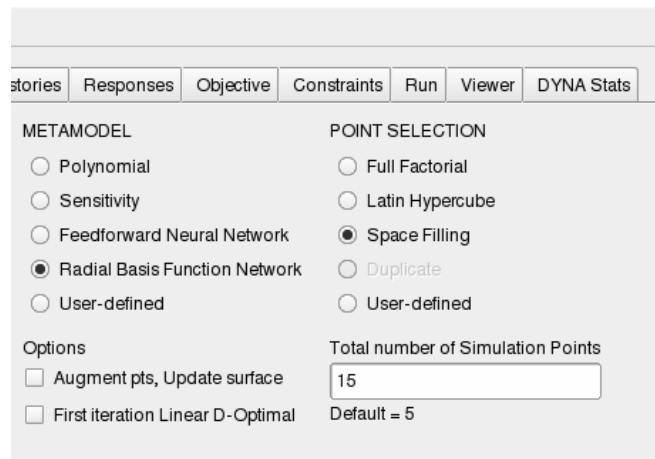 stories Responses Objective Constraints Run Viewer DYNA Stats
METAMODEL
Polynomial
Sensitivity
Feedforward Neural Network
Radial Basis Function Network
User-defined
Options
Augment pts, Update surface
First iteration Linear D-Optimal
POINT SELECTION
Full Factorial
Latin Hypercube
Space Filling
Duplicate
User-defined
Total number of Simulation Points
15
Default = 5